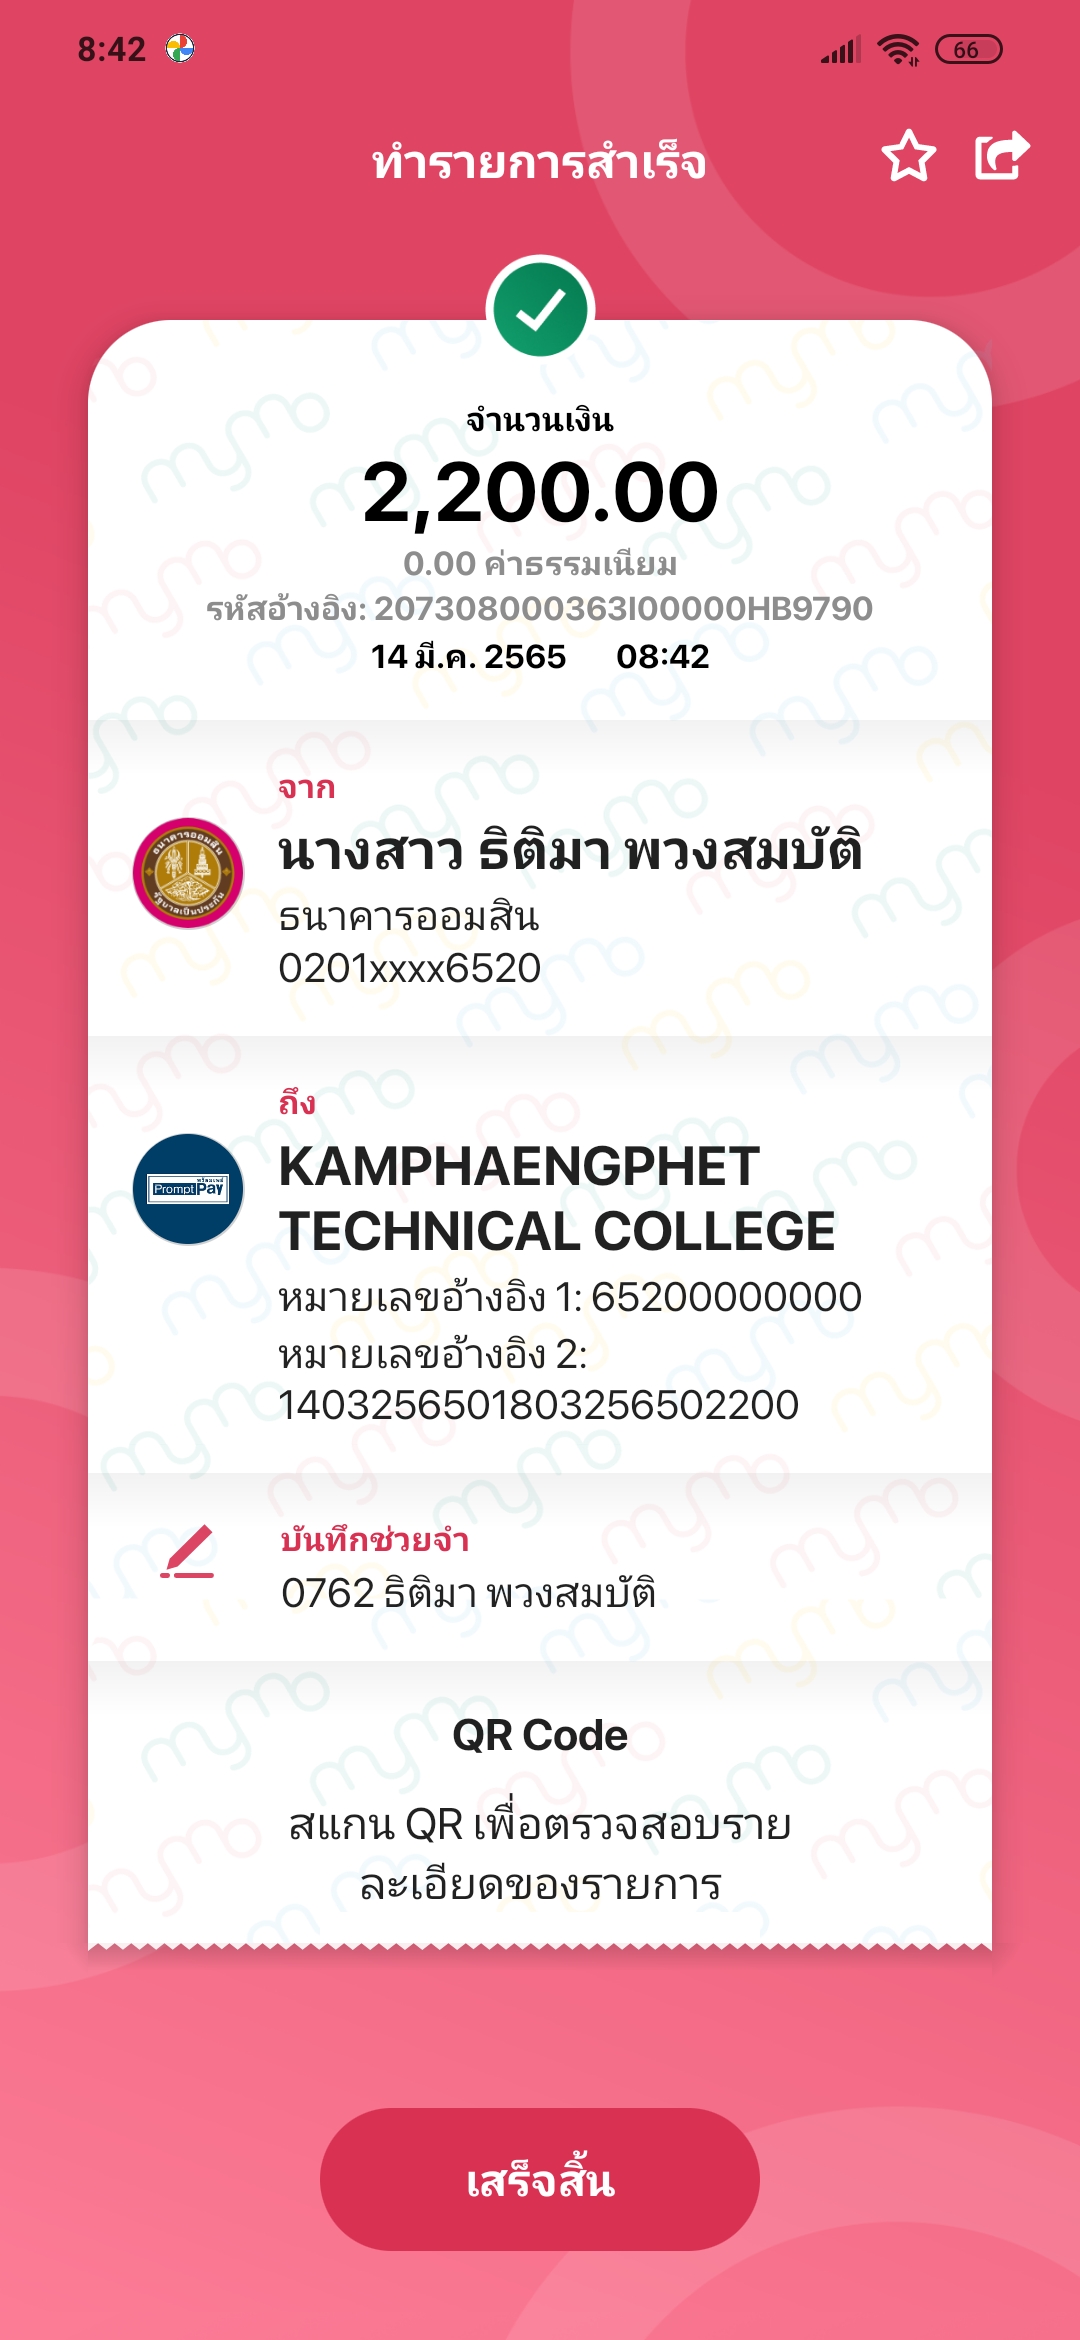 8:42
66
ทำรายการสำเร็จ
จำนวนเงิน
2,200.00
0.00 ค่าธรรมเนียม
รหัสอ้างอิง: 207308000363I00000HB9790
14 มี.ค. 2565 08:42
จาก
นางสาว ธิติมา พวงสมบัติ
ธนาคารออมสิน
0201xxxx6520
ถึง
KAMPHAENGPHET
TECHNICAL COLLEGE
PromptPay
หมายเลขอ้างอิง 1: 65200000000
หมายเลขอ้างอิง 2:
14032565018032565022​00
บันทึกช่วยจำ
0762 ธิติมา พวงสมบัติ
QR Code
สแกน QR เพื่อตรวจสอบราย
ละเอียดของรายการ
เสร็จสิ้น